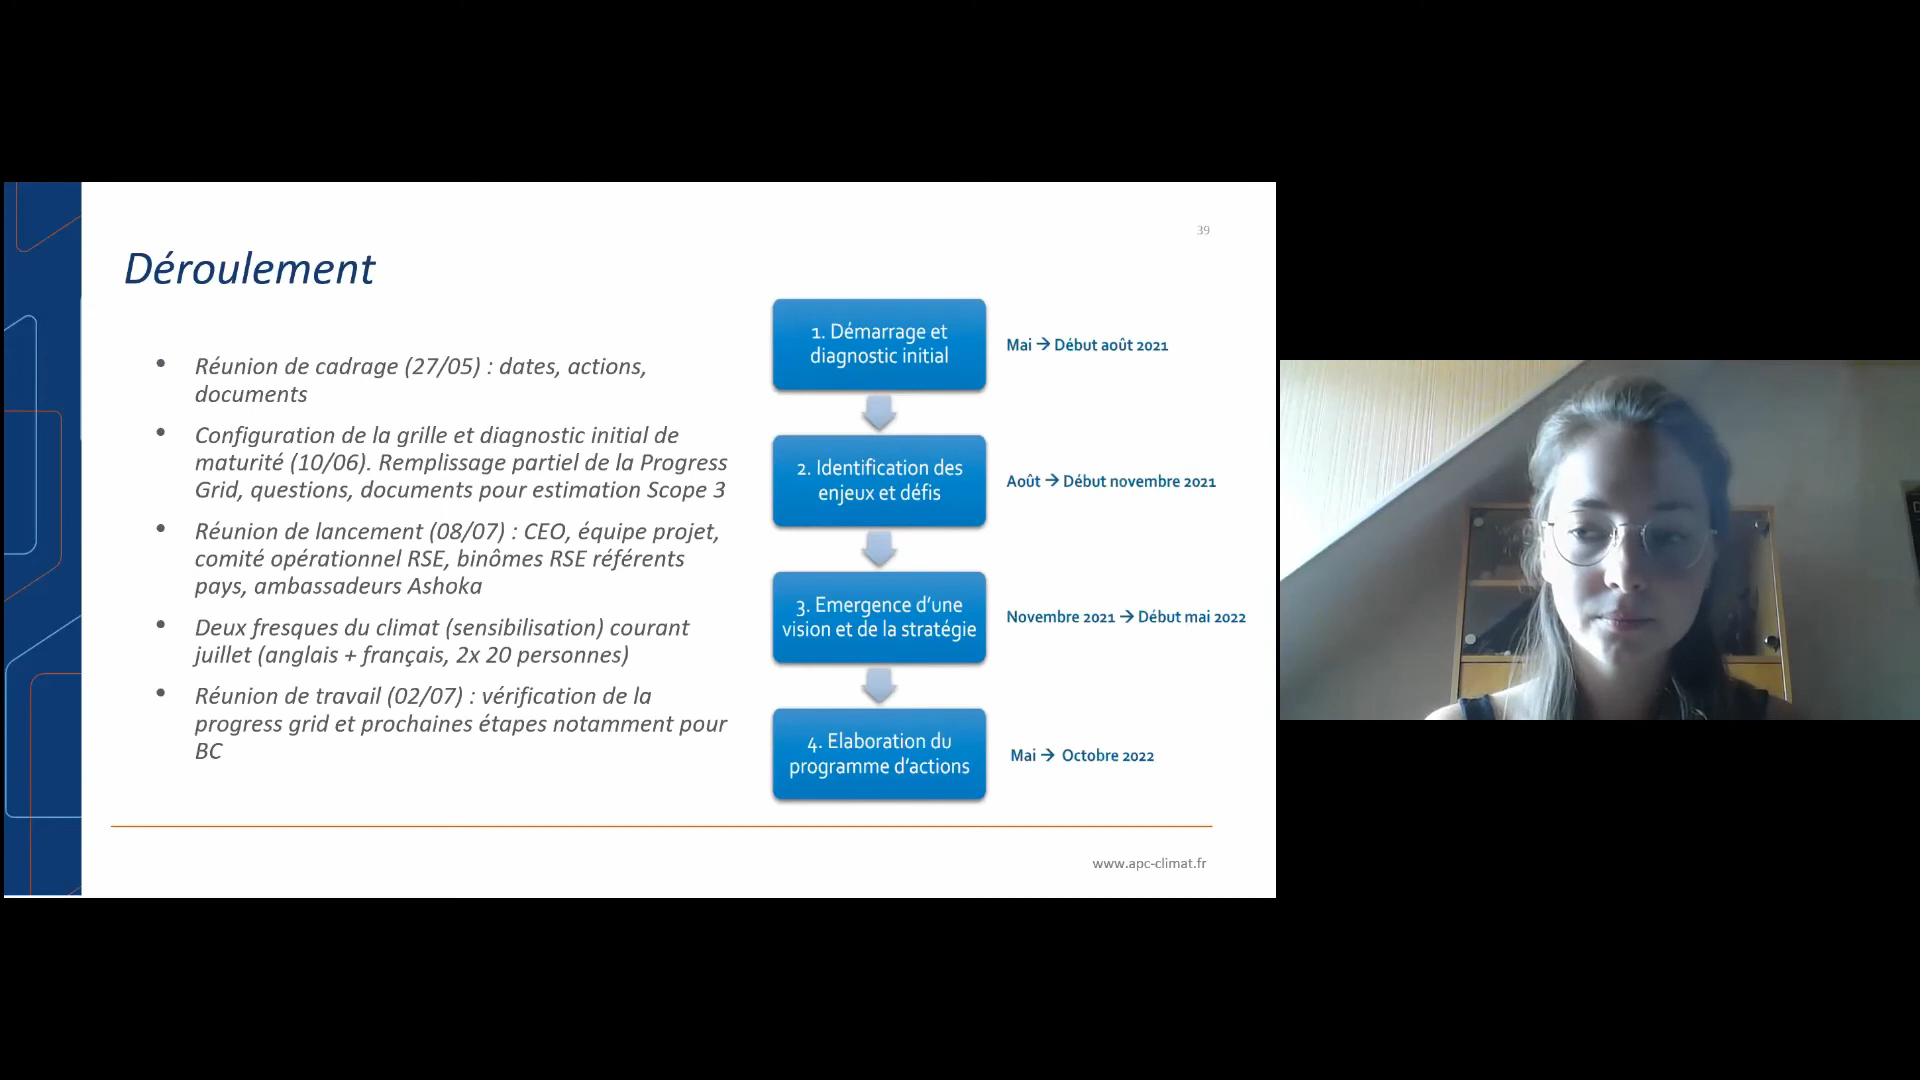 39
Déroulement
• Réunion de cadrage (27/05) : dates, actions,
documents
• Configuration de la grille et diagnostic initial de
maturité (10/06). Remplissage partiel de la Progress
Grid, questions, documents pour estimation Scope 3
• Réunion de lancement (08/07) : CEO, équipe projet,
comité opérationnel RSE, binômes RSE référents
pays, ambassadeurs Ashoka
• Deux fresques du climat (sensibilisation) courant
juillet (anglais + français, 2x 20 personnes)
• Réunion de travail (02/07) : vérification de la
progress grid et prochaines étapes notamment pour
BC
1. Démarrage et
diagnostic initial
Mai → Début août 2021
2. Identification des
enjeux et défis
Août → Début novembre 2021
3. Emergence d'une
vision et de la stratégie
Novembre 2021 → Début mai 2022
4. Elaboration du
programme d'actions
Mai → Octobre 2022
www.apc-climat.fr